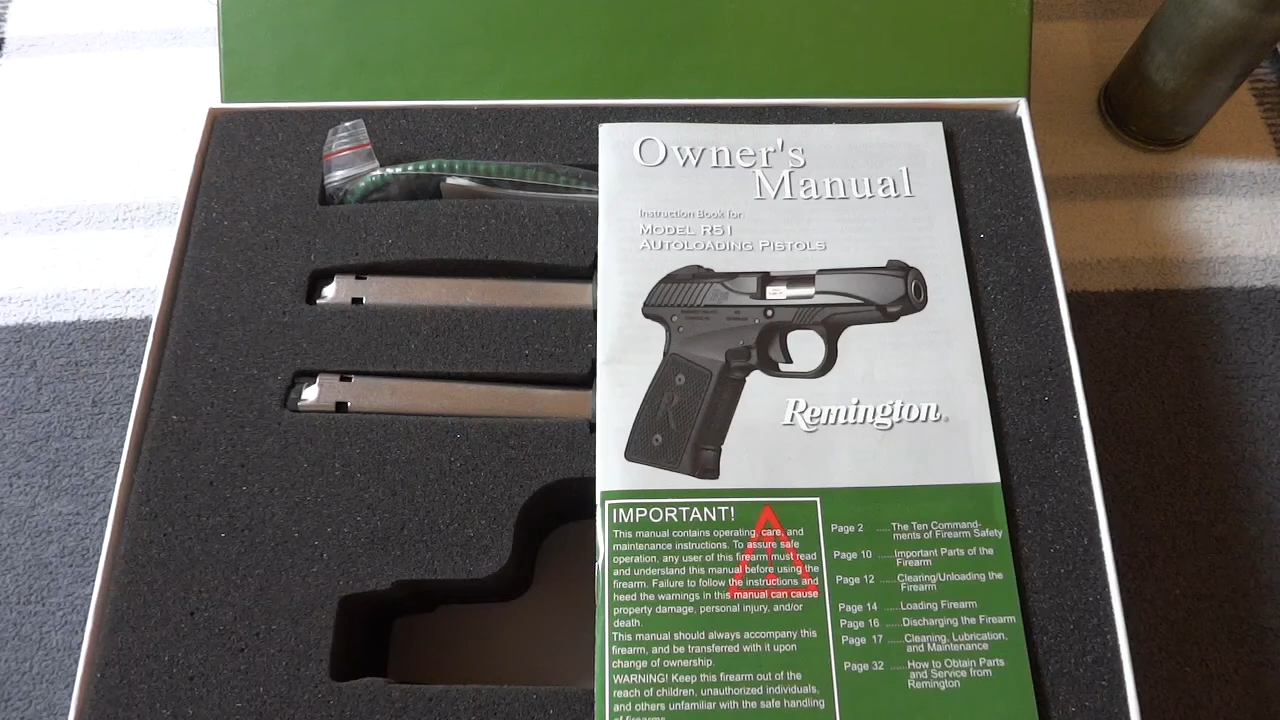 Owner's
Manual
Instruction Book for:
MODEL R51
AUTOLOADING PISTOLS
R
Remington®
IMPORTANT!
This manual contains operating, care, and
maintenance instructions. To assure safe
operation, any user of this firearm must read
and understand this manual before using the
firearm. Failure to follow the instructions and
heed the warnings in this manual can cause
property damage, personal injury, and/or
death.
This manual should always accompany this
firearm, and be transferred with it upon
change of ownership.
WARNING! Keep this firearm out of the
reach of children, unauthorized individuals,
and others unfamiliar with the safe handling
of firearms.
Page 2 .....The Ten Command-
ments of Firearm Safety
Page 10 ......Important Parts of the
Firearm
Page 12 ......Clearing/Unloading the
Firearm
Page 14 ......Loading Firearm
Page 16 ......Discharging the Firearm
Page 17 ......Cleaning, Lubrication,
and Maintenance
Page 32 ......How to Obtain Parts
and Service from
Remington